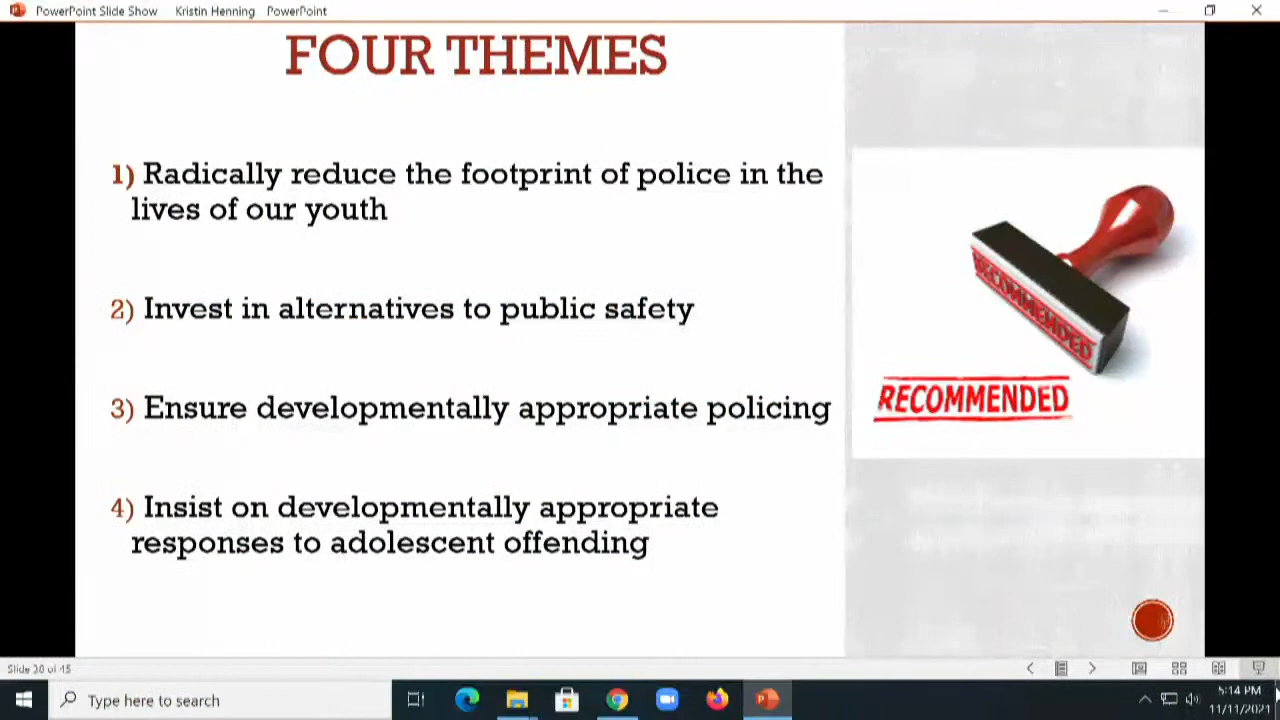 PowerPoint Slide Show Kristin Henning PowerPoint
FOUR THEMES
1) Radically reduce the footprint of police in the
lives of our youth
2) Invest in alternatives to public safety
3) Ensure developmentally appropriate policing
4) Insist on developmentally appropriate
responses to adolescent offending
RECOMMENDED
RECOMMENDED
Slide 30 of 45
Type here to search
5:14 PM
11/11/2021